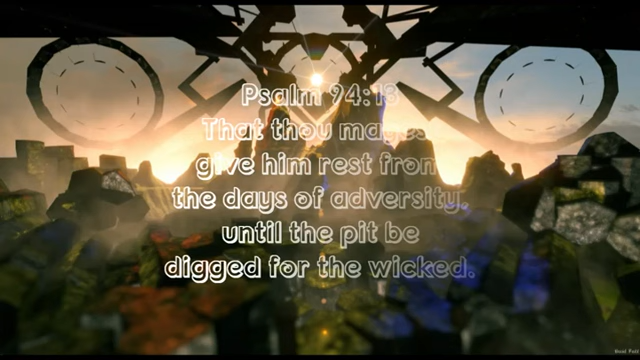 Psalm 94:13
That thou mayest
give him rest from
the days of adversity,
until the pit be
digged for the wicked.